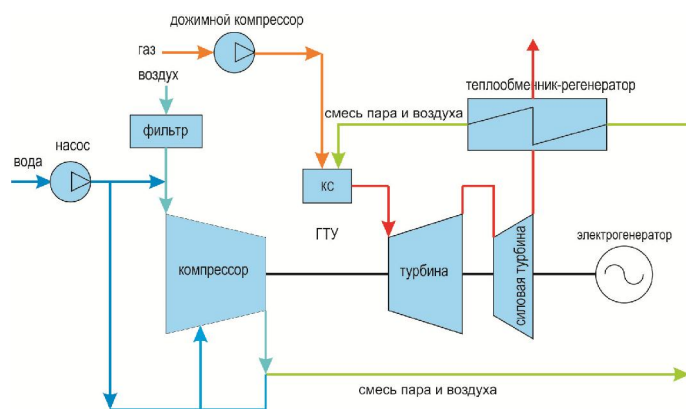 дожимной компрессор
газ
воздух
теплообменник-регенератор
смесь пара и воздуха
фильтр
насос
вода
кс
ГТУ
электрогенератор
компрессор
турбина
силовая турбина
смесь пара и воздуха